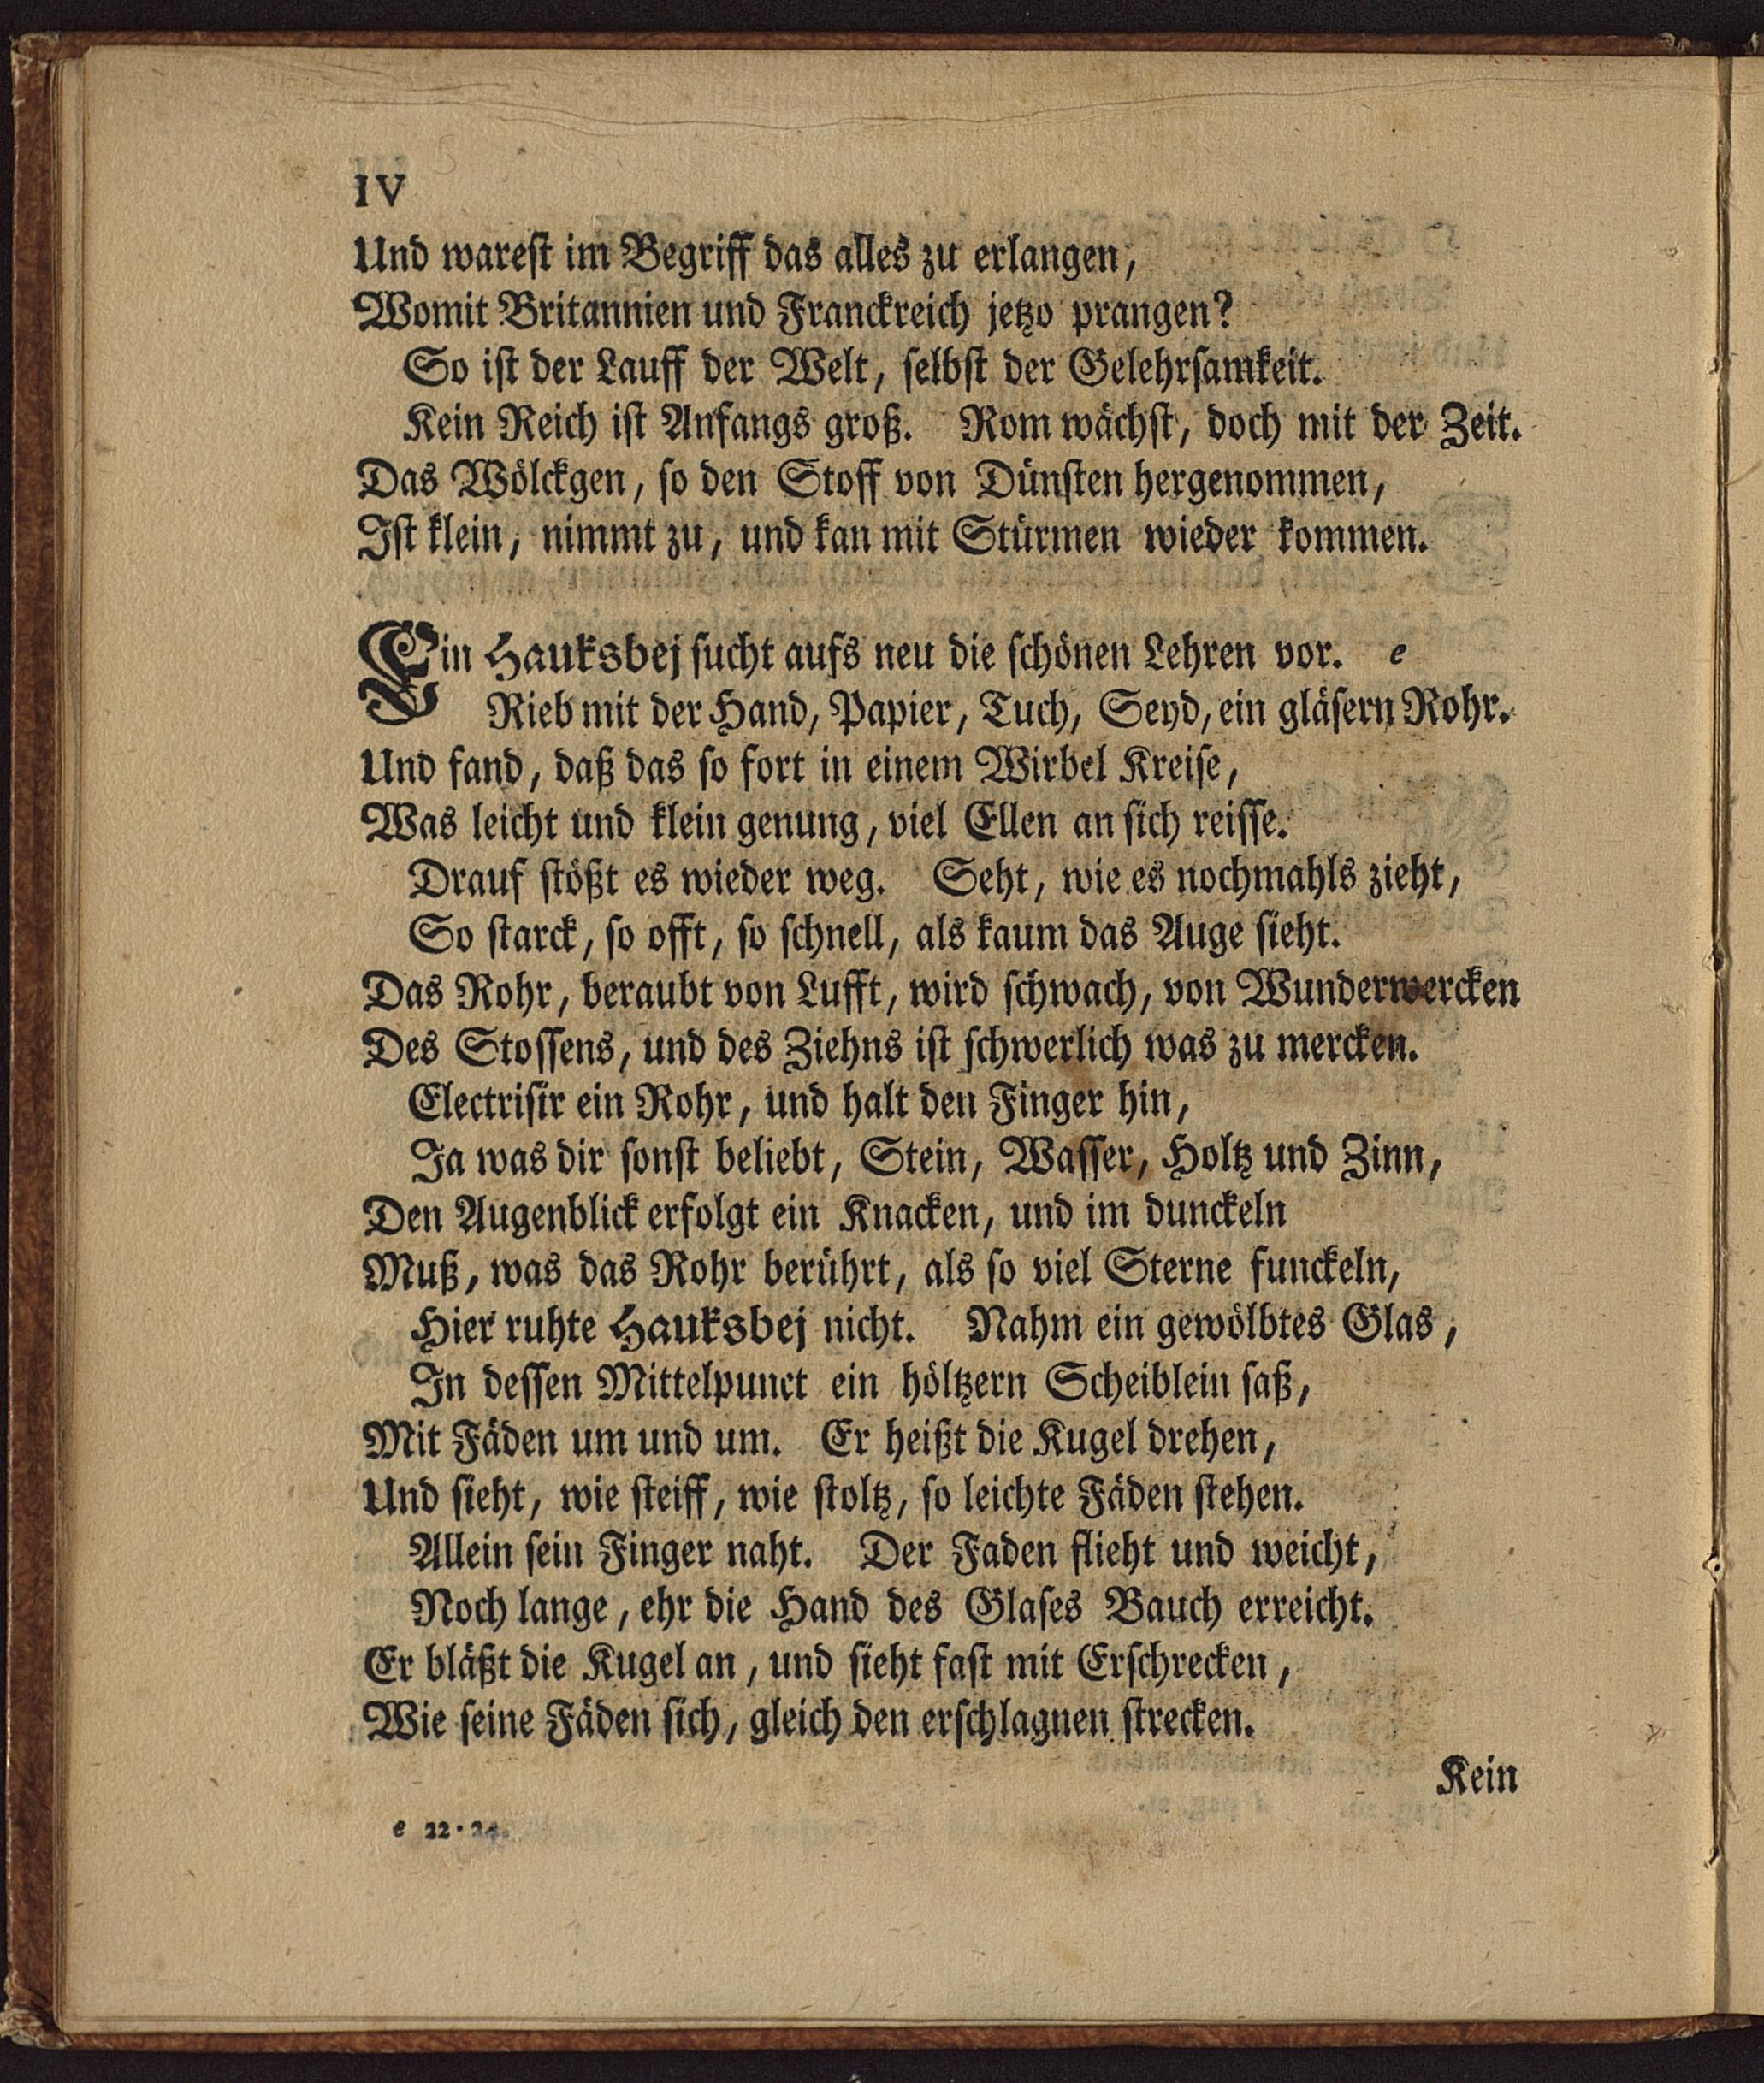 IV
Und warest im Begriff das alles zu erlangen,
Womit Britannien und Franckreich jetzo prangen?
So ist der Lauff der Welt, selbst der Gelehrsamkeit.
Kein Reich ist Anfangs groß. Rom wächst, doch mit der Zeit.
Das Wölckgen, so den Stoff von Dünsten hergenommen,
Ist klein, nimmt zu, und kan mit Stürmen wieder kommen.
Ein Hauksbej sucht aufs neu die schönen Lehren vor. e
Rieb mit der Hand, Papier, Tuch, Seyd, ein gläsern Rohr.
Und fand, daß das so fort in einem Wirbel Kreise,
Was leicht und klein genung, viel Ellen an sich reisse.
Drauf stößt es wieder weg. Seht, wie es nochmahls zieht,
So starck, so offt, so schnell, als kaum das Auge sieht.
Das Rohr, beraubt von Lufft, wird schwach, von Wunderwercken
Des Stossens, und des Ziehns ist schwerlich was zu mercken.
Electrisir ein Rohr, und halt den Finger hin,
Ja was dir sonst beliebt, Stein, Wasser, Holtz und Zinn,
Den Augenblick erfolgt ein Knacken, und im dunckeln
Muß, was das Rohr berührt, als so viel Sterne funckeln,
Hier ruhte Hauksbej nicht. Nahm ein gewölbtes Glas,
In dessen Mittelpunct ein höltzern Scheiblein saß,
Mit Fäden um und um. Er heißt die Kugel drehen,
Und sieht, wie steiff, wie stoltz, so leichte Fäden stehen.
Allein sein Finger naht. Der Faden flieht und weicht,
Noch lange, ehr die Hand des Glases Bauch erreicht.
Er bläßt die Kugel an, und sieht fast mit Erschrecken,
Wie seine Fäden sich, gleich den erschlagnen strecken.
Kein
e 22 · 24.